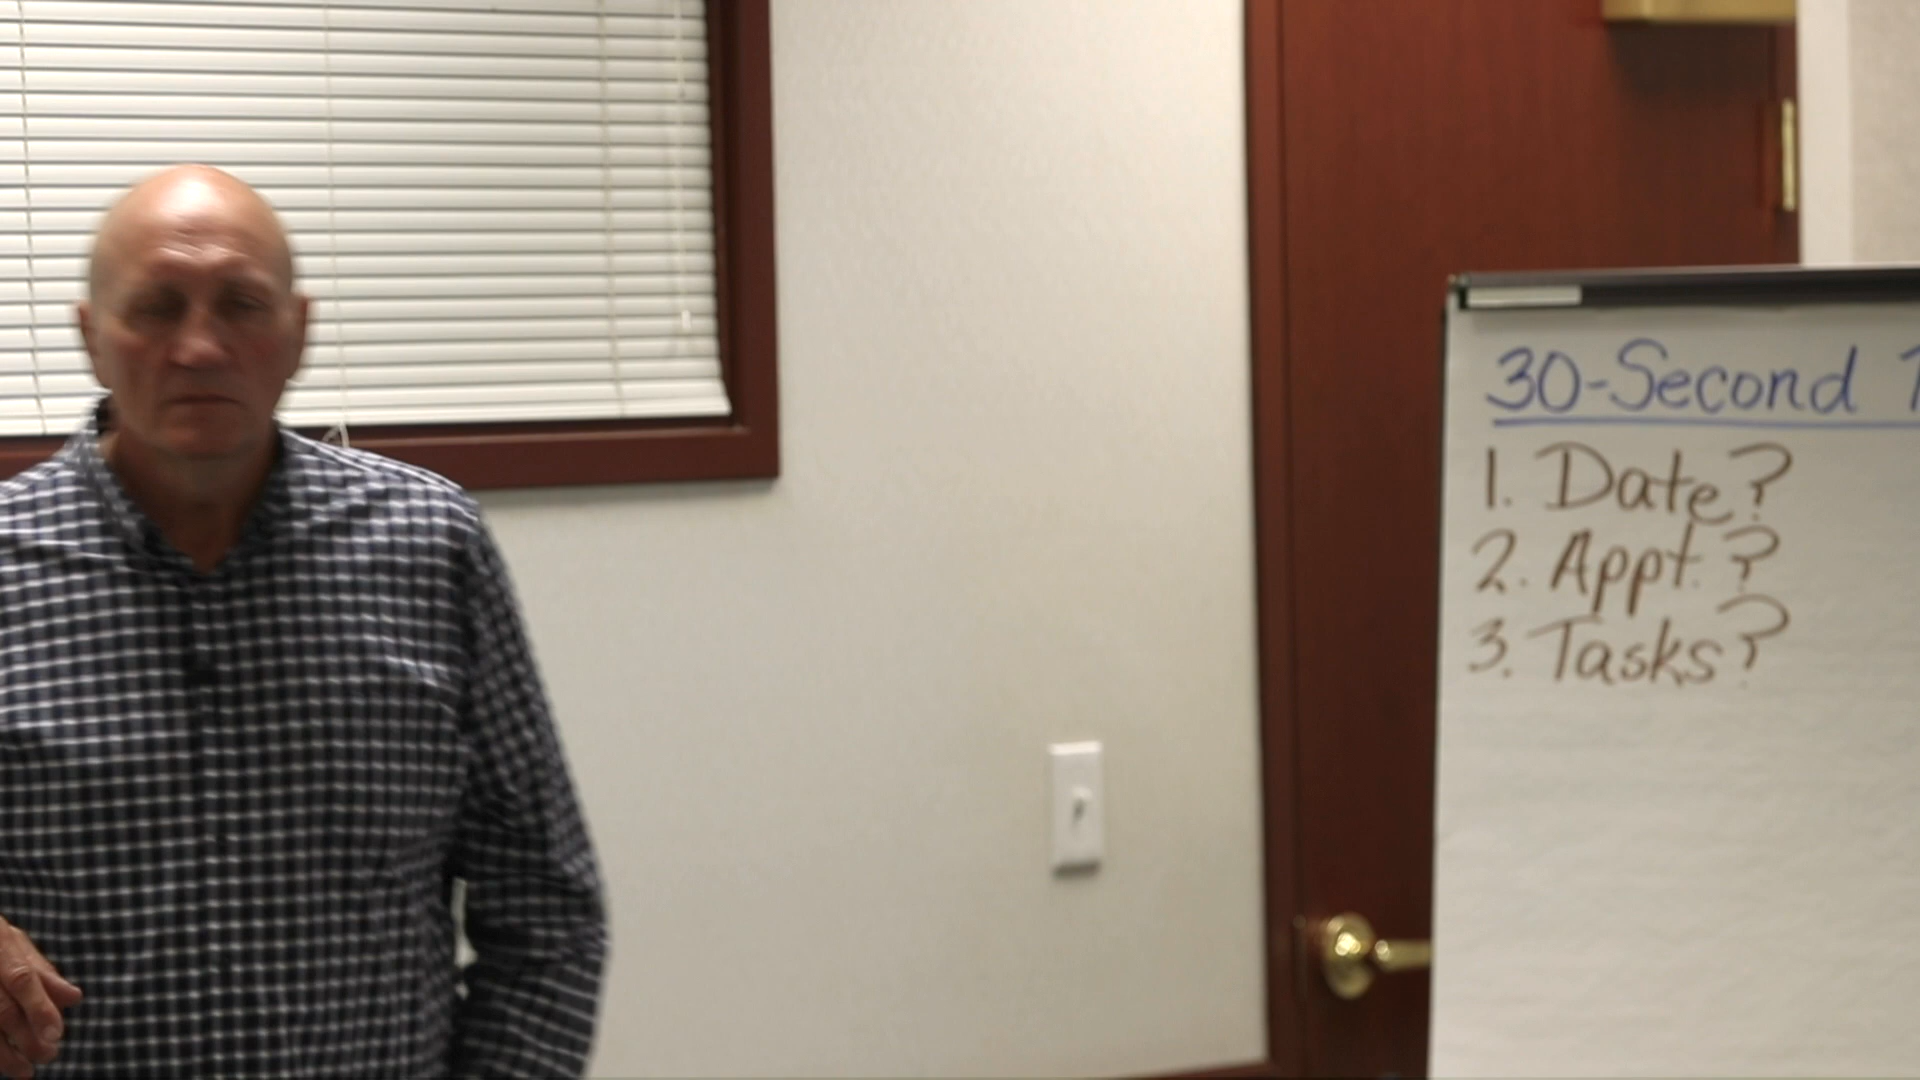 30-Second
1. Date?
2. Appt. ?
3. Tasks?